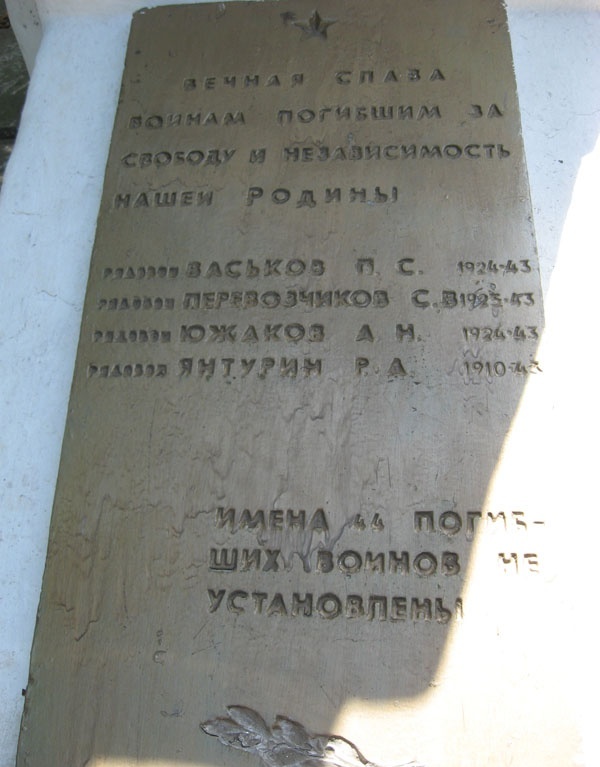 ВЕЧНАЯ СЛАВА
ВОИНАМ ПОГИБШИМ ЗА
СВОБОДУ И НЕЗАВИСИМОСТЬ
НАШЕЙ РОДИНЫ
РЯДОВОЙ ВАСЬКОВ П. С. 1924-43
РЯДОВОЙ ПЕРЕВОЗЧИКОВ С.В 1923-43
РЯДОВОЙ ЮЖАКОВ А Н. 1924-43
РЯДОВОЙ ЯНТУРИН Р. А 1910-43
ИМЕНА 44 ПОГИБ-
ШИХ ВОИНОВ НЕ
УСТАНОВЛЕНЫ